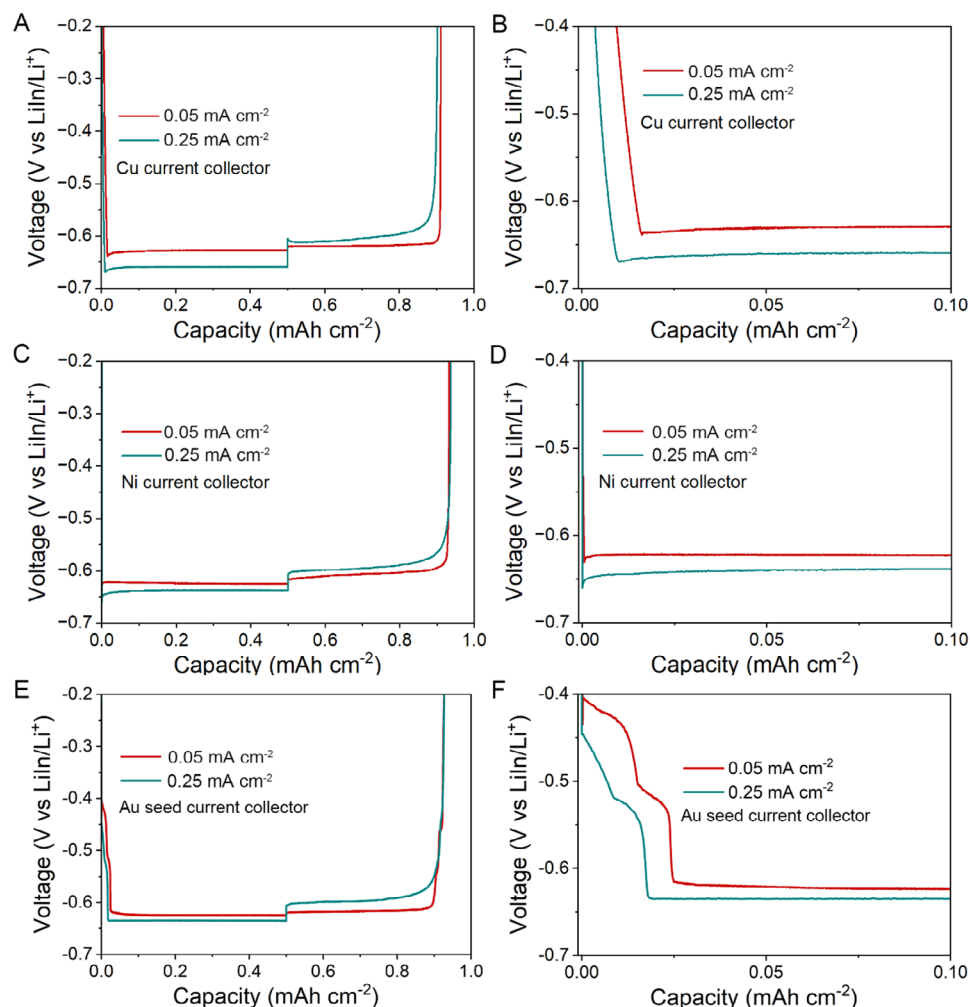 A
Voltage (V vs LiIn/Li⁺)
−0.2
−0.3
−0.4
−0.5
−0.6
−0.7
0.05 mA cm⁻²
0.25 mA cm⁻²
Cu current collector
0.0 0.2 0.4 0.6 0.8 1.0
Capacity (mAh cm⁻²)
B
Voltage (V vs LiIn/Li⁺)
−0.4
−0.5
−0.6
−0.7
0.05 mA cm⁻²
0.25 mA cm⁻²
Cu current collector
0.00 0.05 0.10
Capacity (mAh cm⁻²)
C
Voltage (V vs LiIn/Li⁺)
−0.2
−0.3
−0.4
−0.5
−0.6
−0.7
0.05 mA cm⁻²
0.25 mA cm⁻²
Ni current collector
0.0 0.2 0.4 0.6 0.8 1.0
Capacity (mAh cm⁻²)
D
Voltage (V vs LiIn/Li⁺)
−0.4
−0.5
−0.6
−0.7
0.05 mA cm⁻²
0.25 mA cm⁻²
Ni current collector
0.00 0.05 0.10
Capacity (mAh cm⁻²)
E
Voltage (V vs LiIn/Li⁺)
-0.2
-0.3
-0.4
-0.5
-0.6
-0.7
0.05 mA cm⁻²
0.25 mA cm⁻²
Au seed current collector
0.0 0.2 0.4 0.6 0.8 1.0
Capacity (mAh cm⁻²)
F
Voltage (V vs LiIn/Li⁺)
-0.4
-0.5
-0.6
-0.7
0.05 mA cm⁻²
0.25 mA cm⁻²
Au seed current collector
0.00 0.05 0.10
Capacity (mAh cm⁻²)